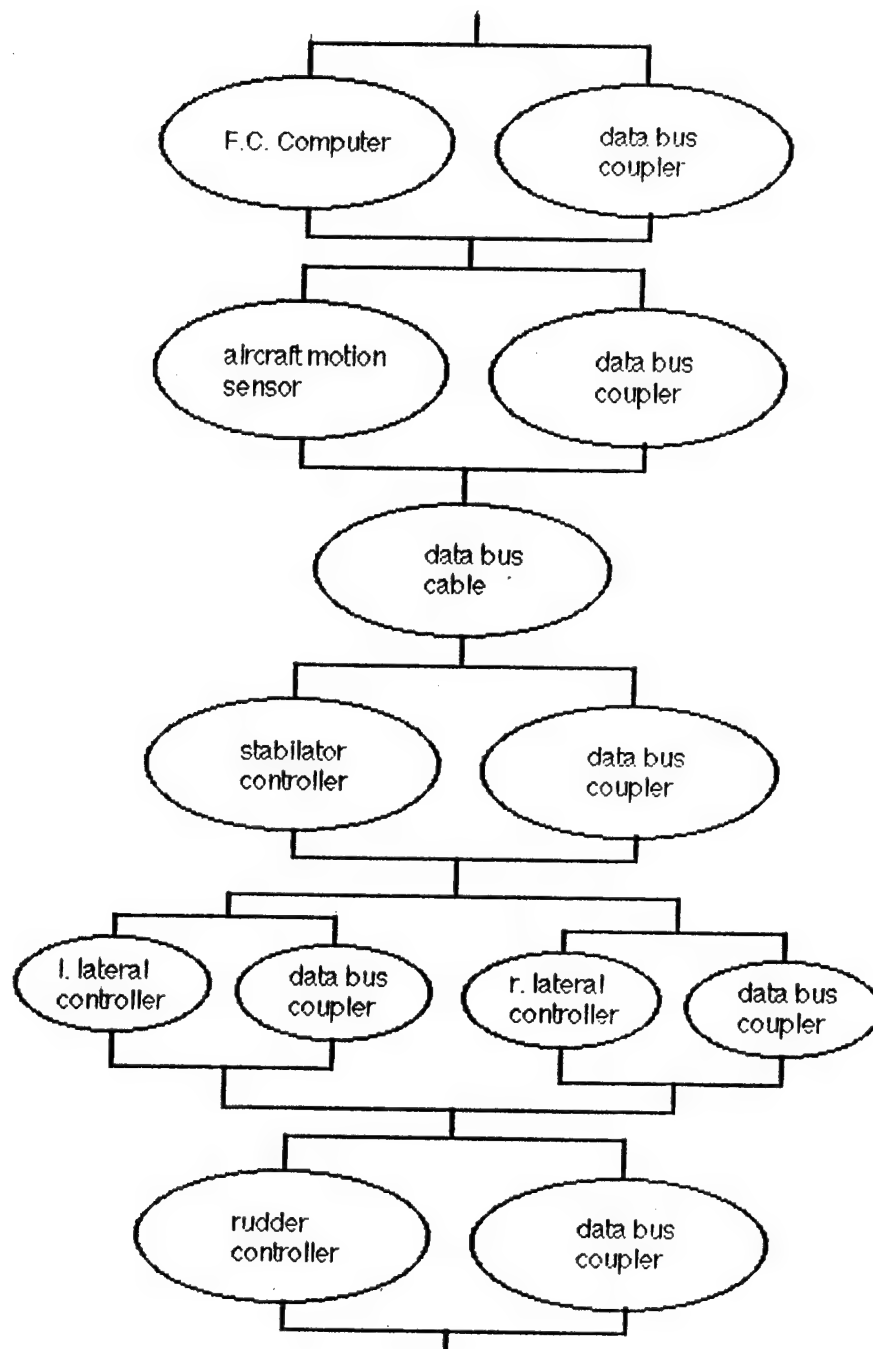 F.C. Computer
data bus
coupler
aircraft motion
sensor
data bus
coupler
data bus
cable
stabilator
controller
data bus
coupler
l. lateral
controller
data bus
coupler
r. lateral
controller
data bus
coupler
rudder
controller
data bus
coupler